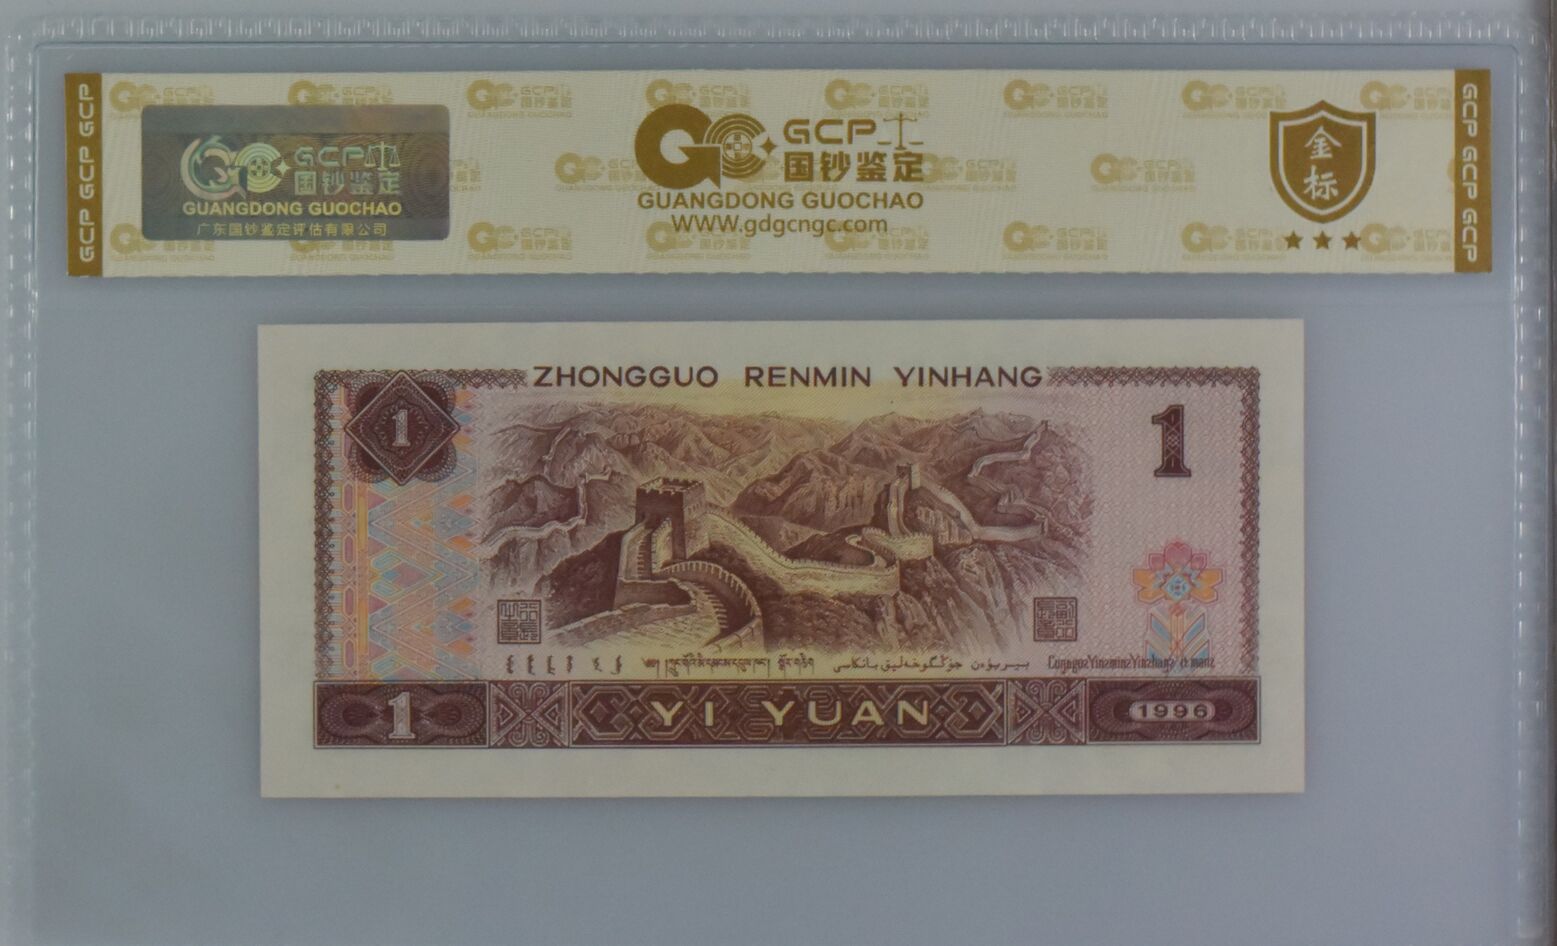 GCP GCP GCP
GCP
国钞鉴定
GUANGDONG GUOCHAO
广东国钞鉴定评估有限公司
GCP
国钞鉴定
GUANGDONG GUOCHAO
WWW.gdgcngc.com
金标
GCP GCP GCP
ZHONGGUO RENMIN YINHANG
1
1
1
YI YUAN
1996